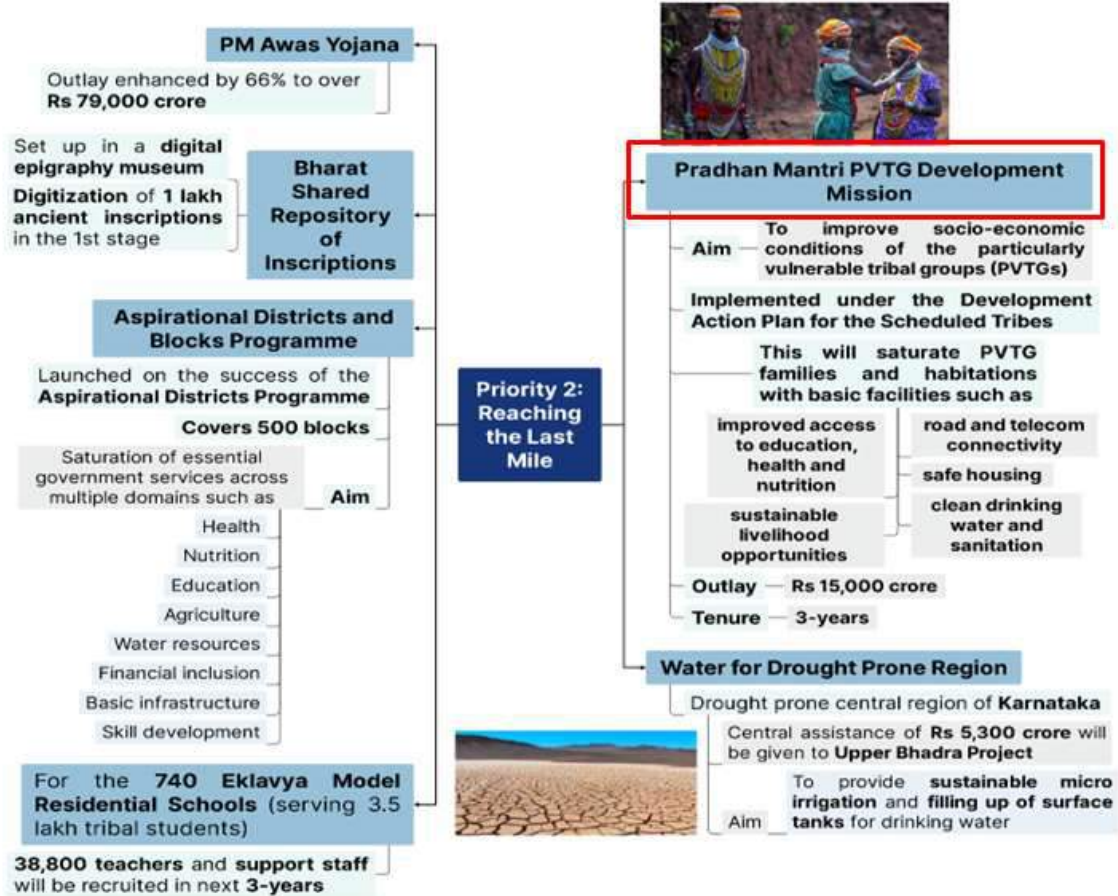 PM Awas Yojana
Outlay enhanced by 66% to over
Rs 79,000 crore
Set up in a digital
epigraphy museum
Digitization of 1 lakh
ancient inscriptions
in the 1st stage
Bharat
Shared
Repository
of
Inscriptions
Aspirational Districts and
Blocks Programme
Launched on the success of the
Aspirational Districts Programme
Covers 500 blocks
Saturation of essential
government services across
multiple domains such as
Aim
Health
Nutrition
Education
Agriculture
Water resources
Financial inclusion
Basic infrastructure
Skill development
For the 740 Eklavya Model
Residential Schools (serving 3.5
lakh tribal students)
38,800 teachers and support staff
will be recruited in next 3-years
Priority 2:
Reaching
the Last
Mile
Pradhan Mantri PVTG Development
Mission
Aim
To improve socio-economic
conditions of the particularly
vulnerable tribal groups (PVTGs)
Implemented under the Development
Action Plan for the Scheduled Tribes
This will saturate PVTG
families and habitations
with basic facilities such as
improved access
to education,
health and
nutrition
sustainable
livelihood
opportunities
road and telecom
connectivity
safe housing
clean drinking
water and
sanitation
Outlay
Rs 15,000 crore
Tenure
3-years
Water for Drought Prone Region
Drought prone central region of Karnataka
Central assistance of Rs 5,300 crore will
be given to Upper Bhadra Project
Aim
To provide sustainable micro
irrigation and filling up of surface
tanks for drinking water